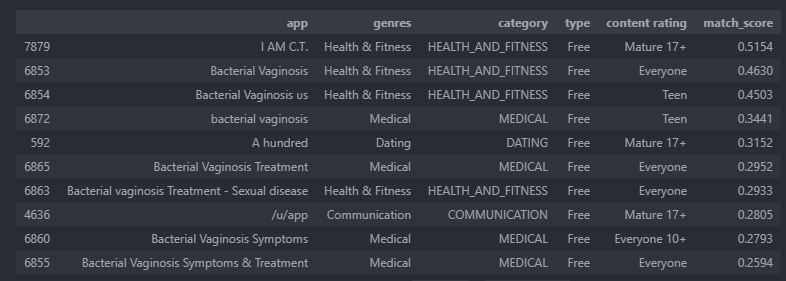 app genres category type content rating match_score
7879 I AM C.T. Health & Fitness HEALTH_AND_FITNESS Free Mature 17+ 0.5154
6853 Bacterial Vaginosis Health & Fitness HEALTH_AND_FITNESS Free Everyone 0.4630
6854 Bacterial Vaginosis us Health & Fitness HEALTH_AND_FITNESS Free Teen 0.4503
6872 bacterial vaginosis Medical MEDICAL Free Teen 0.3441
592 A hundred Dating DATING Free Mature 17+ 0.3152
6865 Bacterial Vaginosis Treatment Medical MEDICAL Free Everyone 0.2952
6863 Bacterial vaginosis Treatment - Sexual disease Health & Fitness HEALTH_AND_FITNESS Free Everyone 0.2933
4636 /u/app Communication COMMUNICATION Free Mature 17+ 0.2805
6860 Bacterial Vaginosis Symptoms Medical MEDICAL Free Everyone 10+ 0.2793
6855 Bacterial Vaginosis Symptoms & Treatment Medical MEDICAL Free Everyone 0.2594